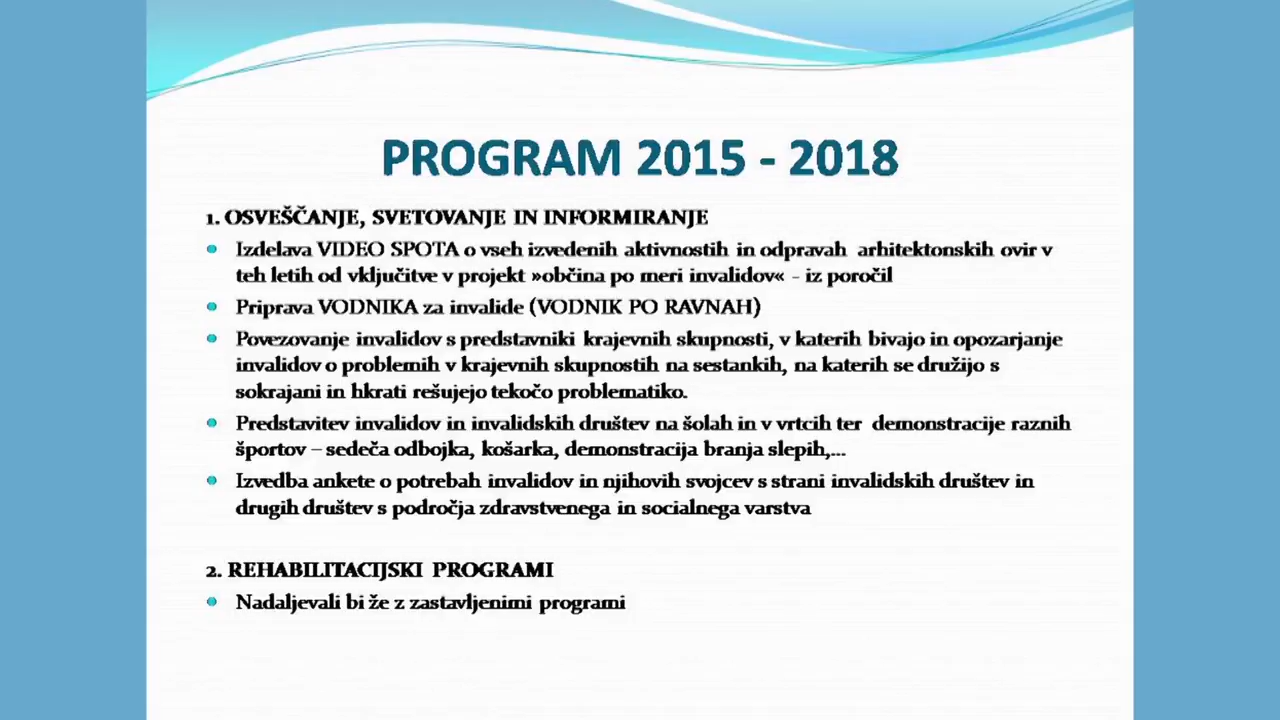 PROGRAM 2015 - 2018
1. OSVEŠČANJE, SVETOVANJE IN INFORMIRANJE
Izdelava VIDEO SPOTA o vseh izvedenih aktivnostih in odpravah arhitektonskih ovir v
teh letih od vključitve v projekt »občina po meri invalidov« - iz poročil
Priprava VODNIKA za invalide (VODNIK PO RAVNAH)
Povezovanje invalidov s predstavniki krajevnih skupnosti, v katerih bivajo in opozarjanje
invalidov o problemih v krajevnih skupnostih na sestankih, na katerih se družijo s
sokrajani in hkrati rešujejo tekočo problematiko.
Predstavitev invalidov in invalidskih društev na šolah in v vrtcih ter demonstracije raznih
športov – sedeča odbojka, košarka, demonstracija branja slepih,...
Izvedba ankete o potrebah invalidov in njihovih svojcev s strani invalidskih društev in
drugih društev s področja zdravstvenega in socialnega varstva
2. REHABILITACIJSKI PROGRAMI
Nadaljevali bi že z zastavljenimi programi